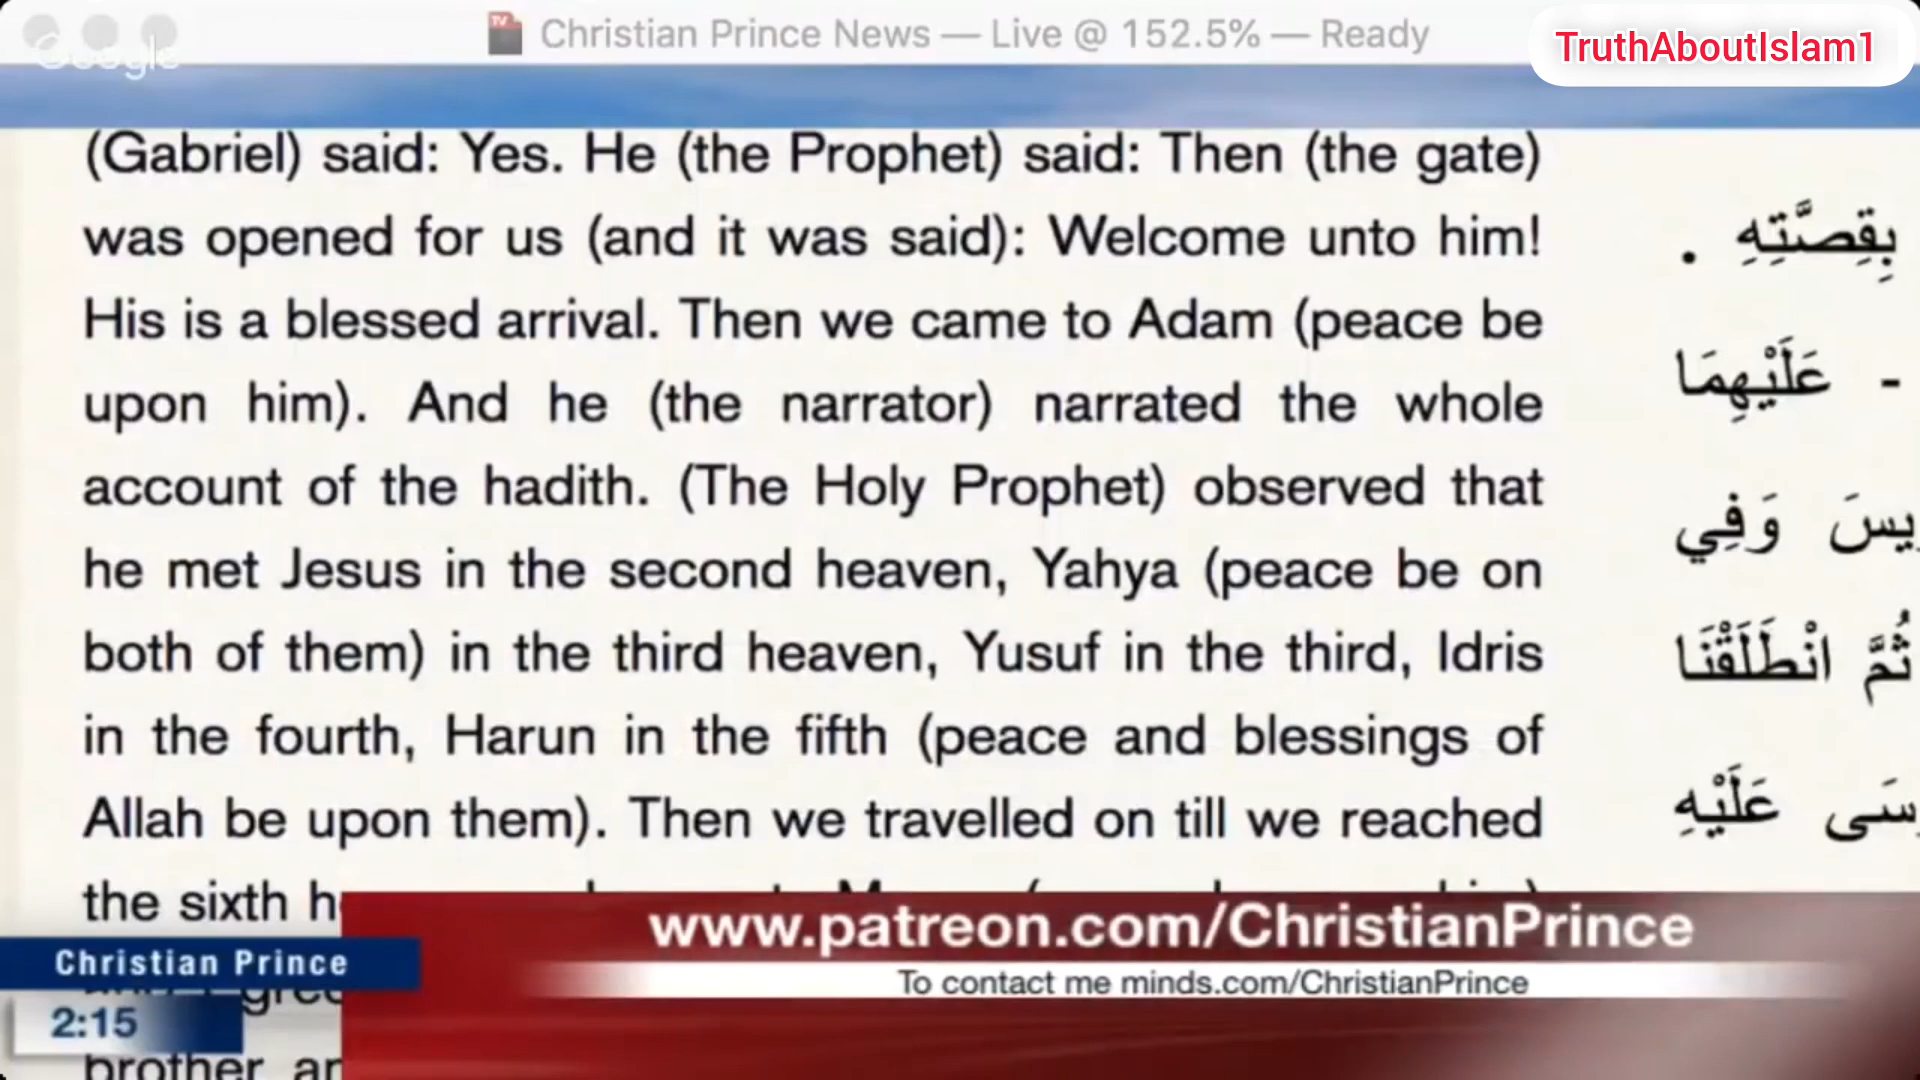 Christian Prince News — Live @ 152.5% — Ready
TruthAboutIslam1
Google
(Gabriel) said: Yes. He (the Prophet) said: Then (the gate)
was opened for us (and it was said): Welcome unto him!
His is a blessed arrival. Then we came to Adam (peace be
upon him). And he (the narrator) narrated the whole
account of the hadith. (The Holy Prophet) observed that
he met Jesus in the second heaven, Yahya (peace be on
both of them) in the third heaven, Yusuf in the third, Idris
in the fourth, Harun in the fifth (peace and blessings of
Allah be upon them). Then we travelled on till we reached
the sixth
brother
بِقِصَّتِهِ .
- عَلَيْهِمَا
وَفِي
ثُمَّ انْطَلَقْنَا
عَلَيْهِ
www.patreon.com/ChristianPrince
To contact me minds.com/ChristianPrince
Christian Prince
2:15